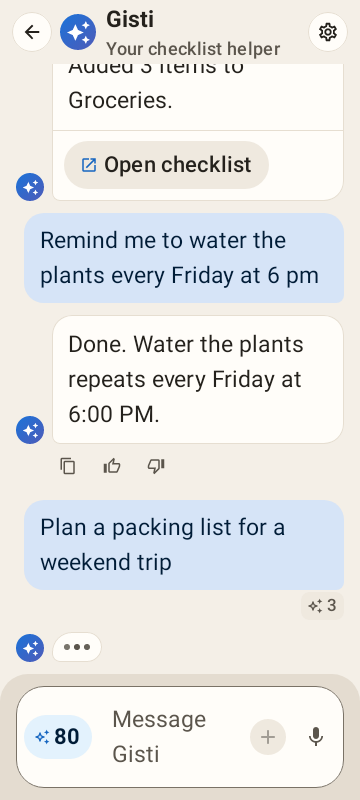 Gisti
Your checklist helper
Added 3 items to
Groceries.
Open checklist
Remind me to water the
plants every Friday at 6 pm
Done. Water the plants
repeats every Friday at
6:00 PM.
Plan a packing list for a
weekend trip
3
80
Message
Gisti